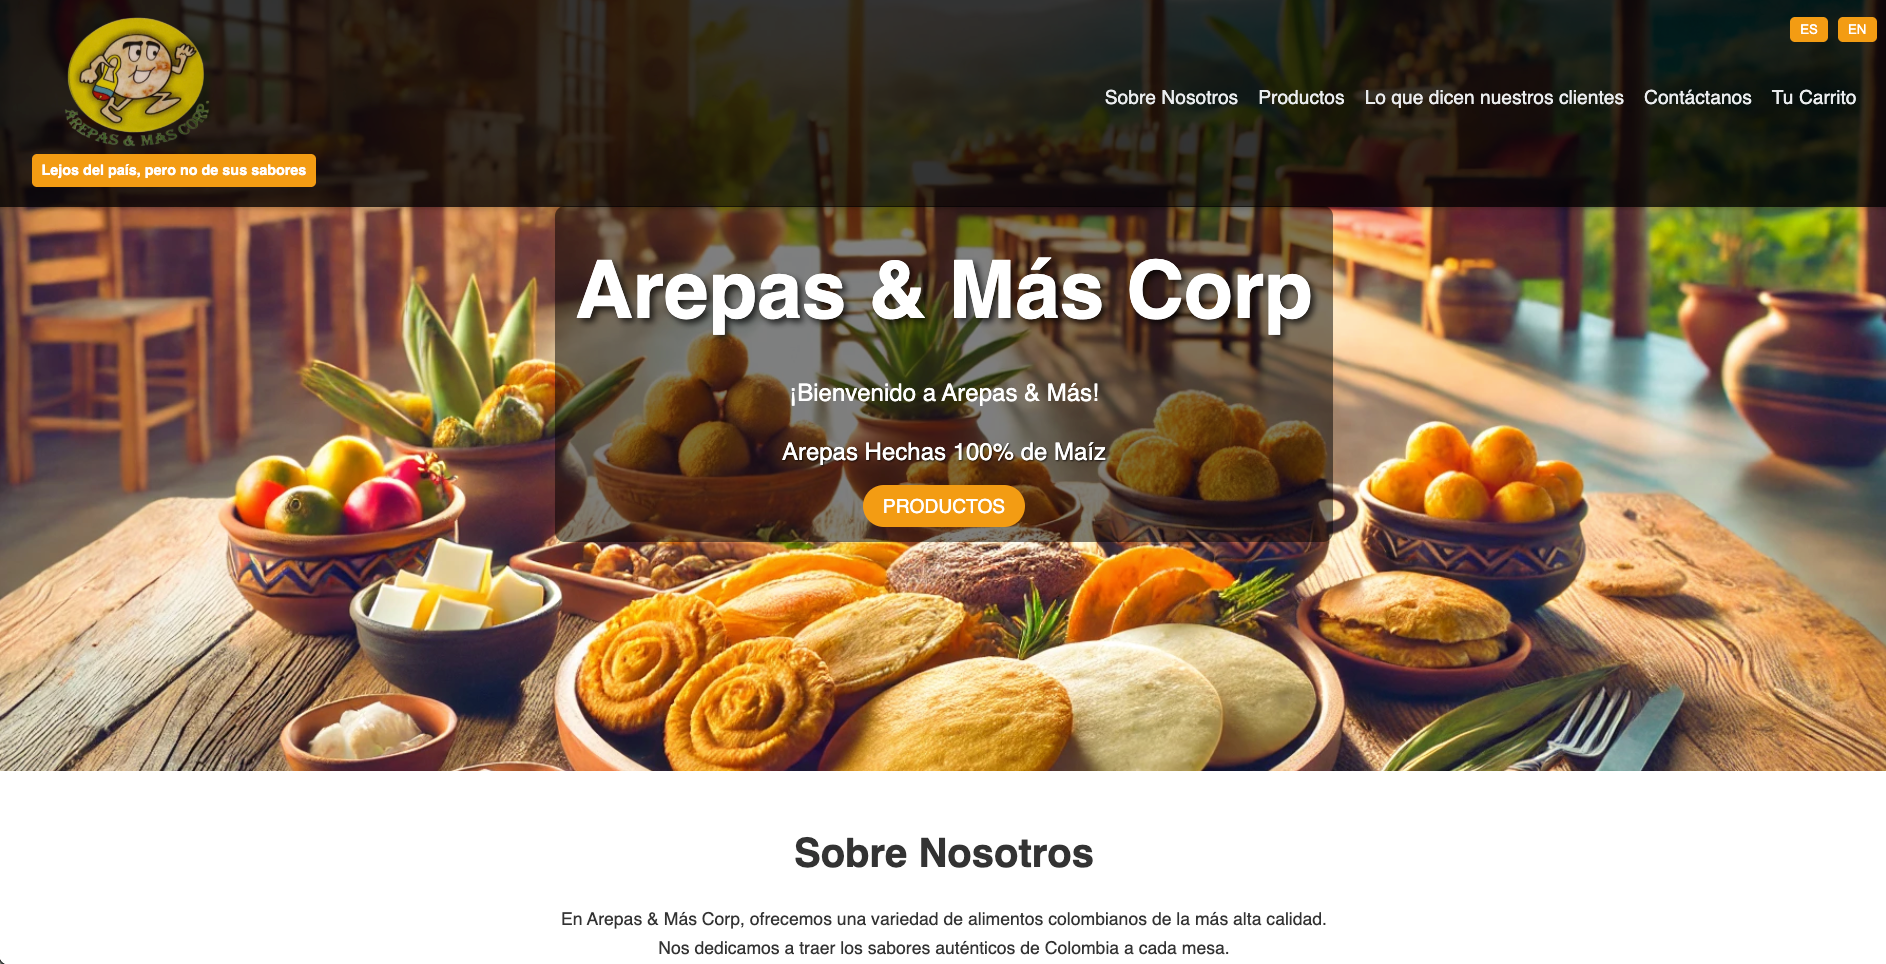 AREPAS & MAS CORP.
Lejos del país, pero no de sus sabores
ES EN
Sobre Nosotros Productos Lo que dicen nuestros clientes Contáctanos Tu Carrito
Arepas & Más Corp
¡Bienvenido a Arepas & Más!
Arepas Hechas 100% de Maíz
PRODUCTOS
Sobre Nosotros
En Arepas & Más Corp, ofrecemos una variedad de alimentos colombianos de la más alta calidad.
Nos dedicamos a traer los sabores auténticos de Colombia a cada mesa.